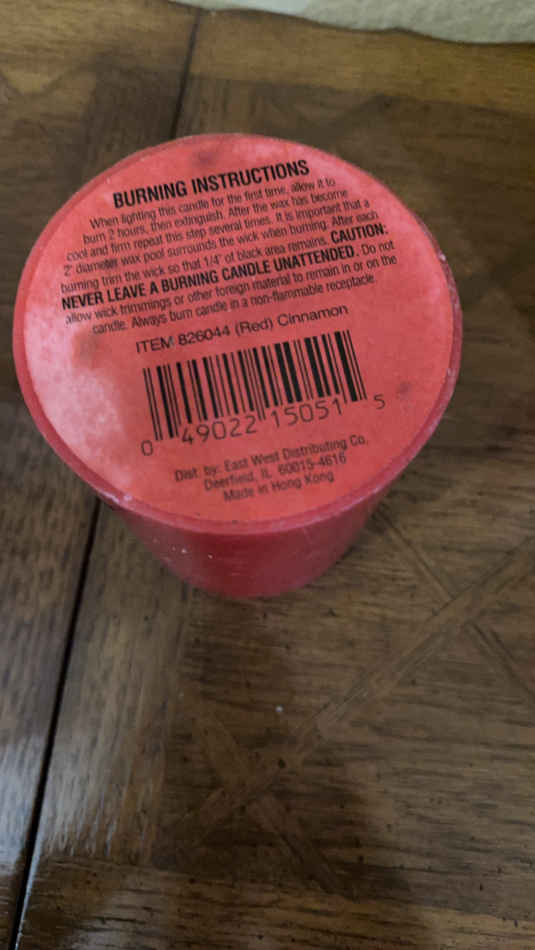 BURNING INSTRUCTIONS
When lighting this candle for the first time, allow it to
burn 2 hours, then extinguish. After the wax has become
cool and firm repeat this step several times. It is important that a
2" diameter wax pool surrounds the wick when burning. After each
burning trim the wick so that 1/4" of black area remains. CAUTION:
NEVER LEAVE A BURNING CANDLE UNATTENDED. Do not
allow wick trimmings or other foreign material to remain in or on the
candle. Always burn candle in a non-flammable receptacle.
ITEM 826044 (Red) Cinnamon
0 49022 15051 5
Dist. by: East West Distributing Co.
Deerfield, IL 60015-4616
Made in Hong Kong